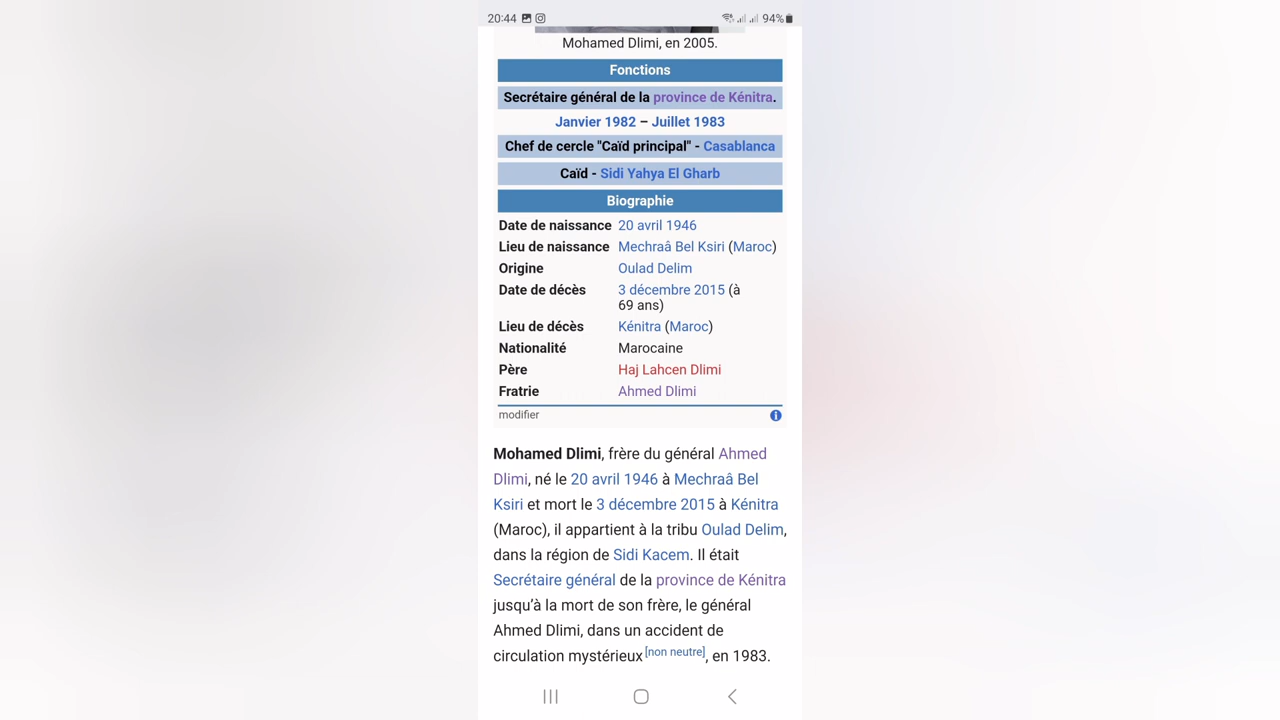 20:44 94%
Mohamed Dlimi, en 2005.
Fonctions
Secrétaire général de la province de Kénitra.
Janvier 1982 – Juillet 1983
Chef de cercle "Caïd principal" - Casablanca
Caïd - Sidi Yahya El Gharb
Biographie
Date de naissance 20 avril 1946
Lieu de naissance Mechraâ Bel Ksiri (Maroc)
Origine Oulad Delim
Date de décès 3 décembre 2015 (à
69 ans)
Lieu de décès Kénitra (Maroc)
Nationalité Marocaine
Père Haj Lahcen Dlimi
Fratrie Ahmed Dlimi
modifier
Mohamed Dlimi, frère du général Ahmed
Dlimi, né le 20 avril 1946 à Mechraâ Bel
Ksiri et mort le 3 décembre 2015 à Kénitra
(Maroc), il appartient à la tribu Oulad Delim,
dans la région de Sidi Kacem. Il était
Secrétaire général de la province de Kénitra
jusqu'à la mort de son frère, le général
Ahmed Dlimi, dans un accident de
circulation mystérieux [non neutre], en 1983.